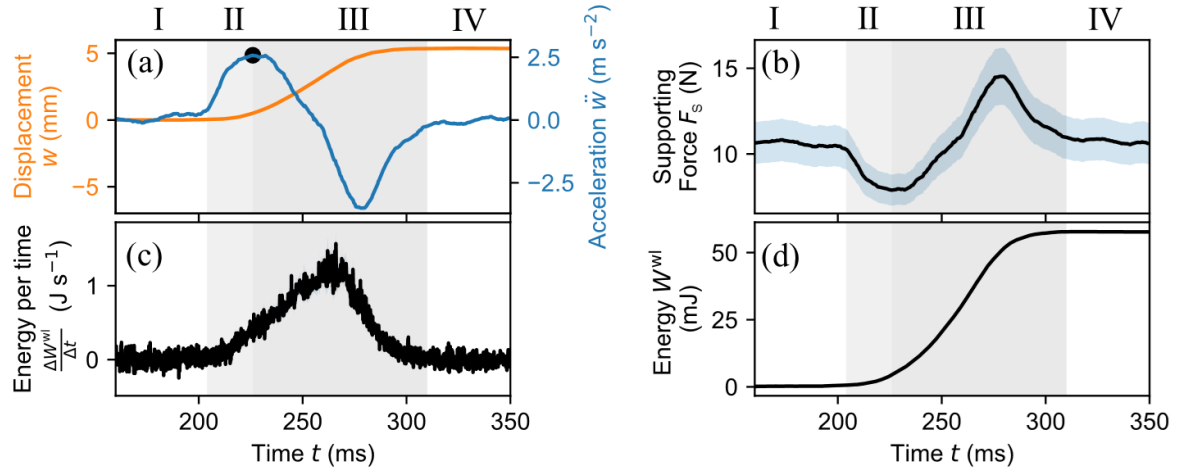 I II III IV
(a)
Displacement
w (mm)
5
0
−5
2.5
0.0
−2.5
Acceleration ẅ (m s⁻²)
I II III IV
(b)
Supporting
Force Fₛ (N)
15
10
(c)
Energy per time
ΔWʷˡ/Δt (J s⁻¹)
1
0
200 250 300 350
Time t (ms)
(d)
Energy Wʷˡ
(mJ)
50
25
0
200 250 300 350
Time t (ms)